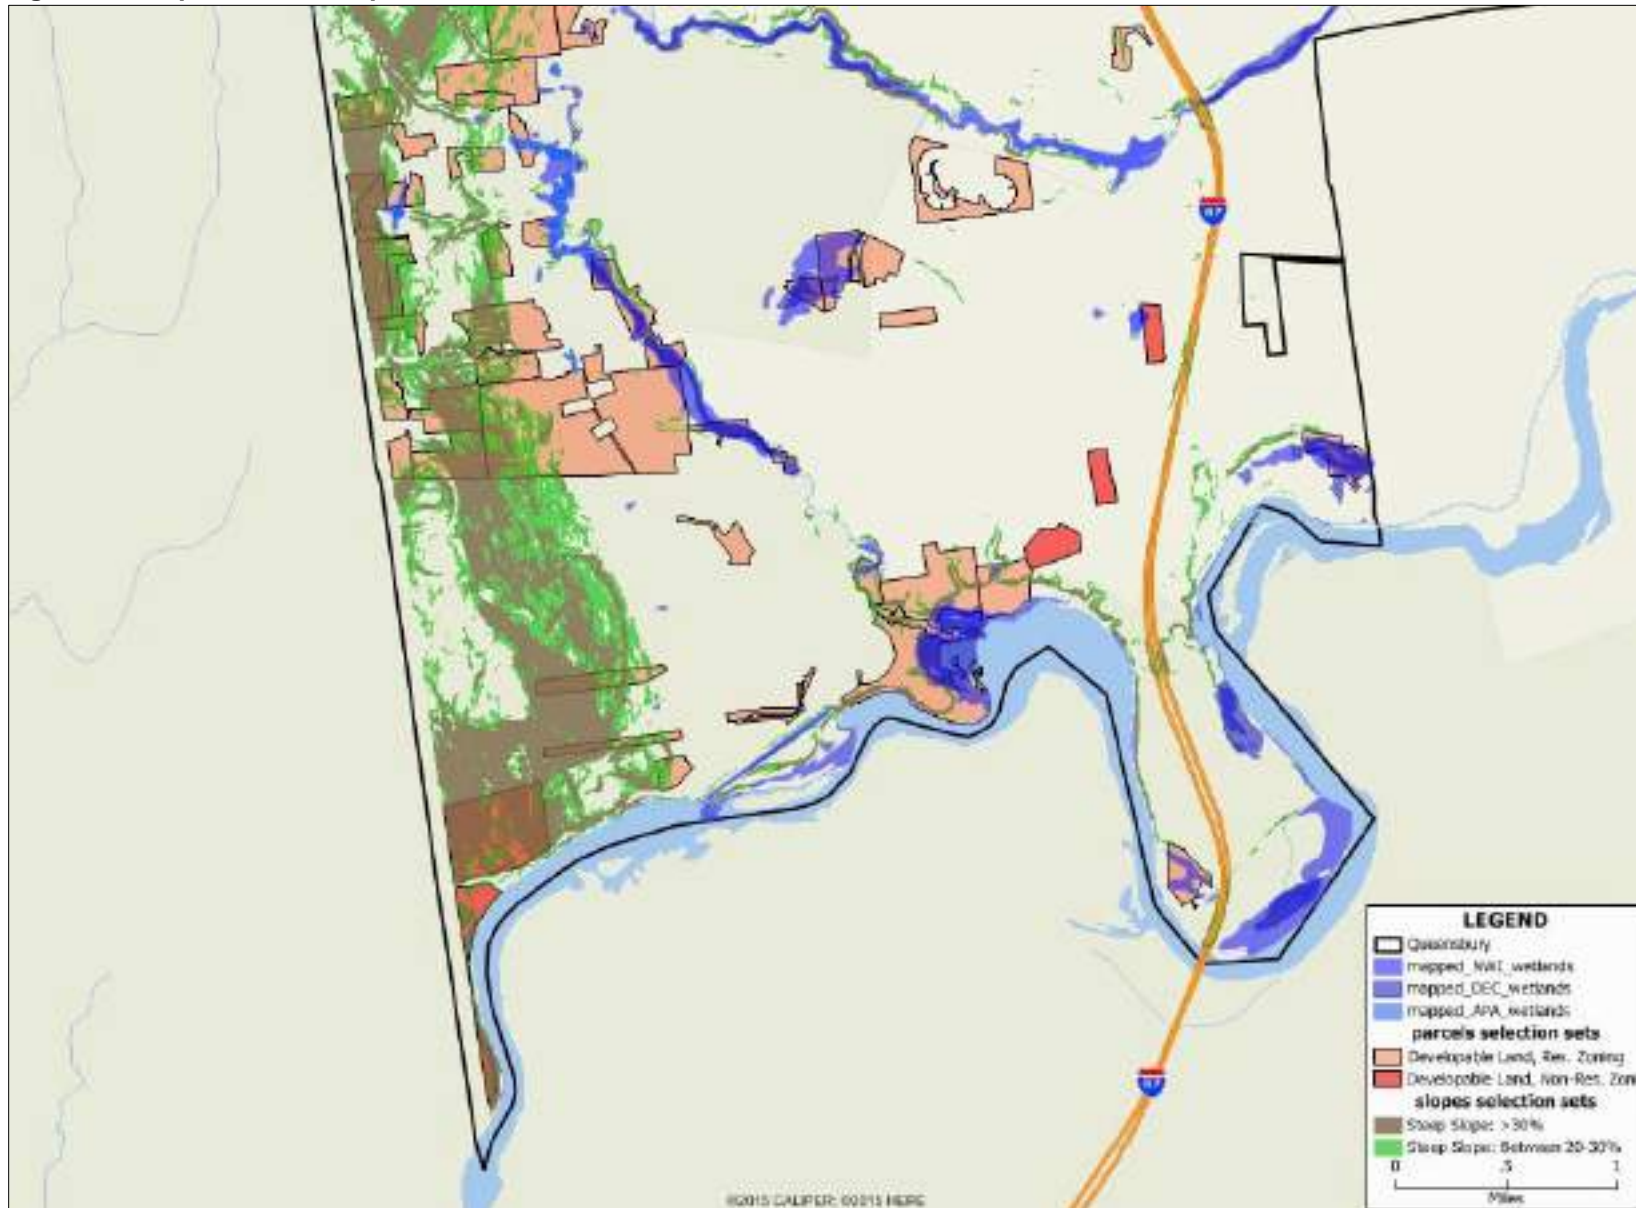 87
LEGEND
Queensbury
mapped_NWI_wetlands
mapped_DEC_wetlands
mapped_APA_wetlands
parcels selection sets
Developable Land, Res. Zoning
Developable Land, Non-Res. Zon
slopes selection sets
Steep Slope: >30%
Steep Slope: Between 20-30%
0 .5 1
Miles
87
©2015 CALIPER; ©2015 HERE